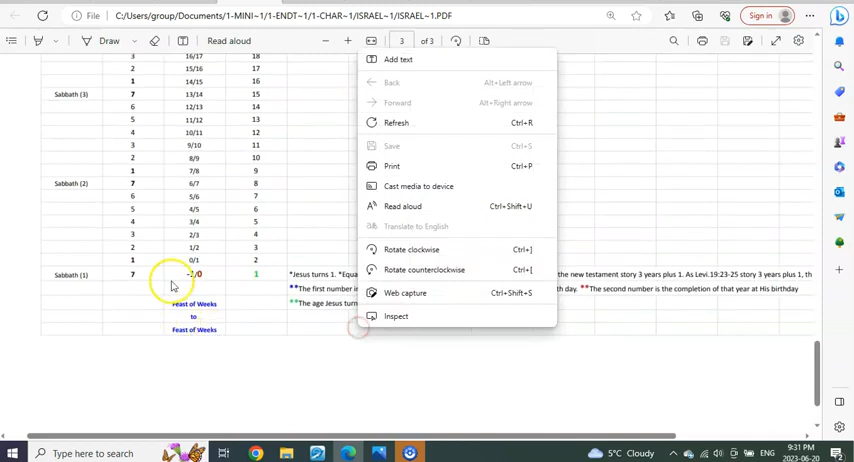 C:/Users/group/Documents/1-MINI~1/1-ENDT~1/1-CHAR~1/ISRAEL~1/ISRAEL~1.PDF
Sign in
Draw
Read aloud
3 of 3
3 16/17 18
2 15/16 17
1 14/15 16
Sabbath (3) 7 13/14 15
6 12/13 14
5 11/12 13
4 10/11 12
3 9/10 11
2 8/9 10
1 7/8 9
Sabbath (2) 7 6/7 8
6 5/6 7
5 4/5 6
4 3/4 5
3 2/3 4
2 1/2 3
1 0/1 2
Sabbath (1) 7 -1/0 1 *Jesus turns 1. *Equa the new testament story 3 years plus 1. As Levi.19:23-25 story 3 years plus 1, th
**The first number in th day. **The second number is the completion of that year at His birthday
Feast of Weeks **The age Jesus turn
to
Feast of Weeks
Add text
Back Alt+Left arrow
Forward Alt+Right arrow
Refresh Ctrl+R
Save Ctrl+S
Print Ctrl+P
Cast media to device
Read aloud Ctrl+Shift+U
Translate to English
Rotate clockwise Ctrl+]
Rotate counterclockwise Ctrl+[
Web capture Ctrl+Shift+S
Inspect
Type here to search
5°C Cloudy
ENG
9:31 PM
2023-06-20
2